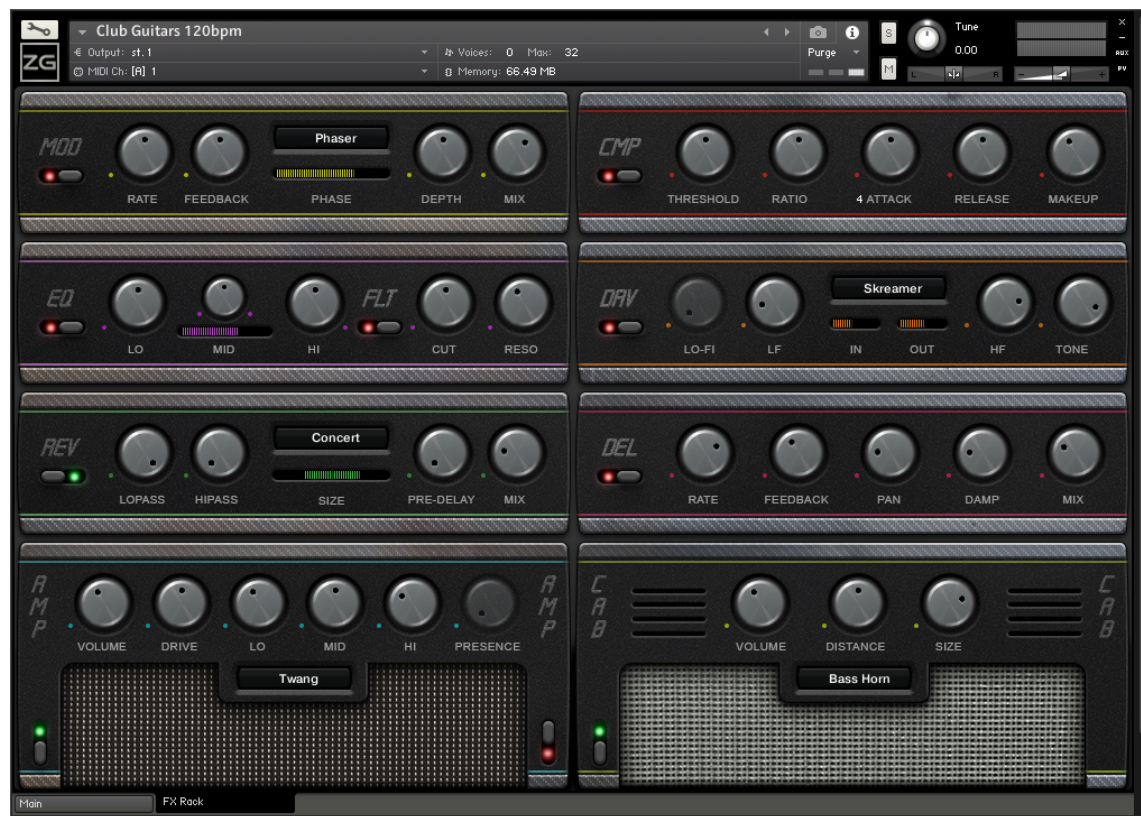 Club Guitars 120bpm
S
Tune
0.00
×
–
AUX
PV
ZG
Output: st.1
Voices: 0 Max: 32
Purge
MIDI Ch: [A] 1
Memory: 66.49 MB
M
L
R
–
+
MOD
Phaser
RATE
FEEDBACK
PHASE
DEPTH
MIX
CMP
THRESHOLD
RATIO
4 ATTACK
RELEASE
MAKEUP
EQ
FLT
LO
MID
HI
CUT
RESO
DRV
Skreamer
LO-FI
LF
IN
OUT
HF
TONE
REV
Concert
LOPASS
HIPASS
SIZE
PRE-DELAY
MIX
DEL
RATE
FEEDBACK
PAN
DAMP
MIX
AMP
AMP
VOLUME
DRIVE
LO
MID
HI
PRESENCE
Twang
CAB
CAB
VOLUME
DISTANCE
SIZE
Bass Horn
Main
FX Rack